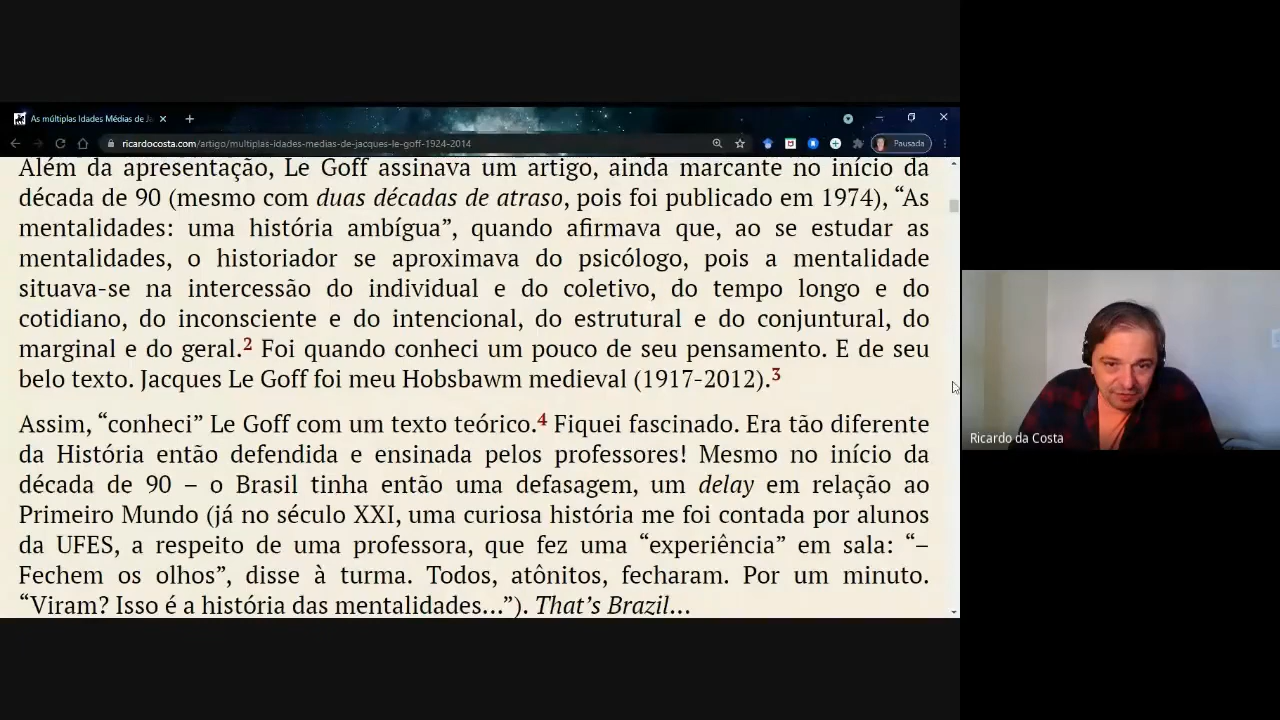 As múltiplas Idades Médias de J
ricardocosta.com/artigo/multiplas-idades-medias-de-jacques-le-goff-1924-2014
Pausada
Além da apresentação, Le Goff assinava um artigo, ainda marcante no início da
década de 90 (mesmo com duas décadas de atraso, pois foi publicado em 1974), “As
mentalidades: uma história ambígua”, quando afirmava que, ao se estudar as
mentalidades, o historiador se aproximava do psicólogo, pois a mentalidade
situava-se na intercessão do individual e do coletivo, do tempo longo e do
cotidiano, do inconsciente e do intencional, do estrutural e do conjuntural, do
marginal e do geral.2 Foi quando conheci um pouco de seu pensamento. E de seu
belo texto. Jacques Le Goff foi meu Hobsbawm medieval (1917-2012).3
Assim, “conheci” Le Goff com um texto teórico.4 Fiquei fascinado. Era tão diferente
da História então defendida e ensinada pelos professores! Mesmo no início da
década de 90 – o Brasil tinha então uma defasagem, um delay em relação ao
Primeiro Mundo (já no século XXI, uma curiosa história me foi contada por alunos
da UFES, a respeito de uma professora, que fez uma “experiência” em sala: “–
Fechem os olhos”, disse à turma. Todos, atônitos, fecharam. Por um minuto.
“Viram? Isso é a história das mentalidades...”). That’s Brazil...
Ricardo da Costa